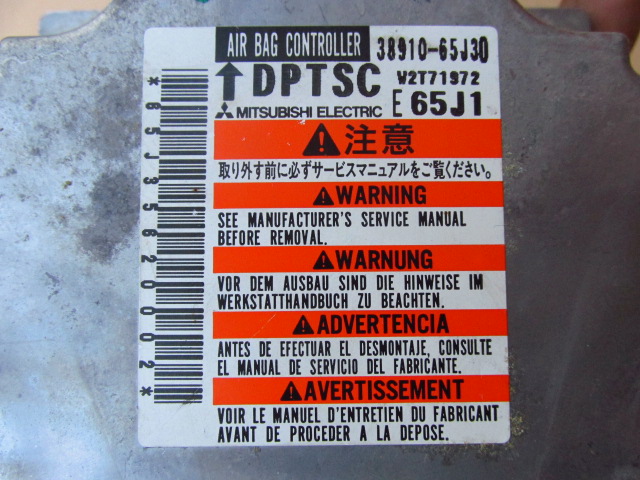 AIR BAG CONTROLLER 38910-65J30
↑DPTSC V2T71972
MITSUBISHI ELECTRIC E 65J1
注意
取り外す前に必ずサービスマニュアルをご覧ください。
WARNING
SEE MANUFACTURER'S SERVICE MANUAL
BEFORE REMOVAL.
WARNUNG
VOR DEM AUSBAU SIND DIE HINWEISE IM
WERKSTATTHANDBUCH ZU BEACHTEN.
ADVERTENCIA
ANTES DE EFECTUAR EL DESMONTAJE, CONSULTE
EL MANUAL DE SERVICIO DEL FABRICANTE.
AVERTISSEMENT
VOIR LE MANUEL D'ENTRETIEN DU FABRICANT
AVANT DE PROCEDER A LA DEPOSE.
*65J35620002*